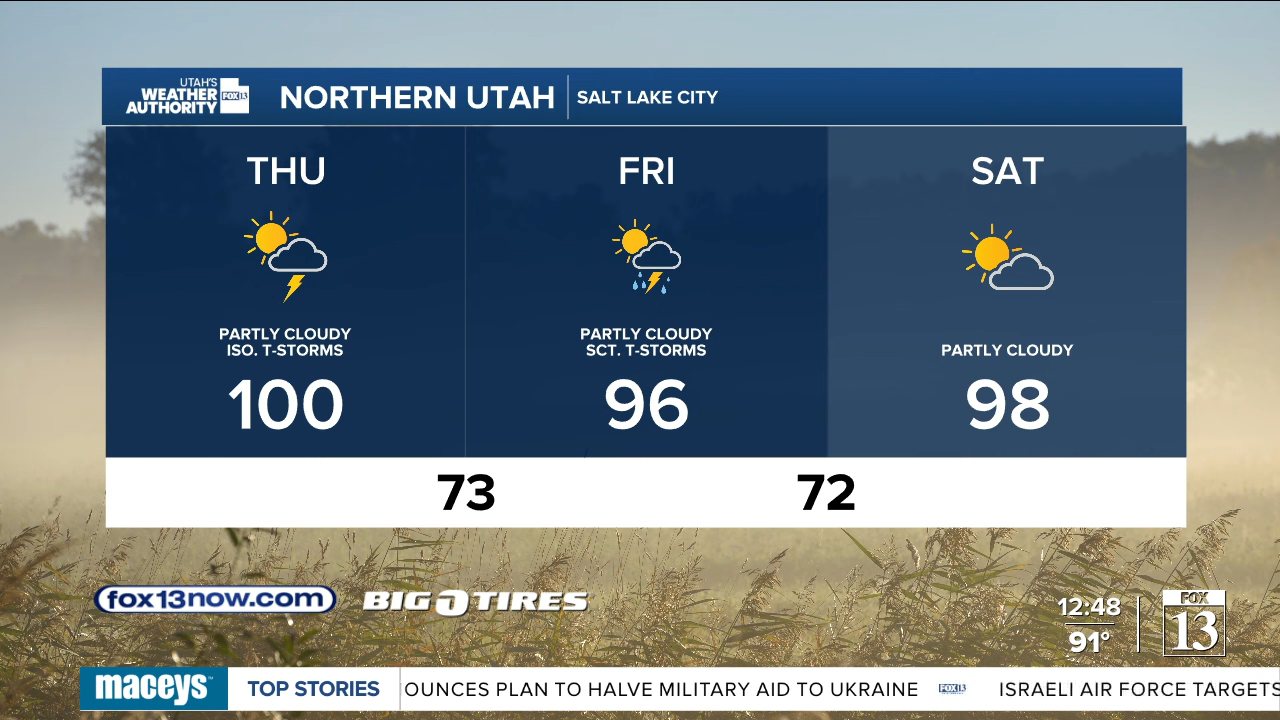 UTAH'S
WEATHER
AUTHORITY
FOX 13
NORTHERN UTAH
SALT LAKE CITY
THU
FRI
SAT
PARTLY CLOUDY
ISO. T-STORMS
PARTLY CLOUDY
SCT. T-STORMS
PARTLY CLOUDY
100
96
98
73
72
fox13now.com
BIG O TIRES
12:48
91°
FOX
13
maceys
TOP STORIES
OUNCES PLAN TO HALVE MILITARY AID TO UKRAINE
FOX 13
ISRAELI AIR FORCE TARGETS